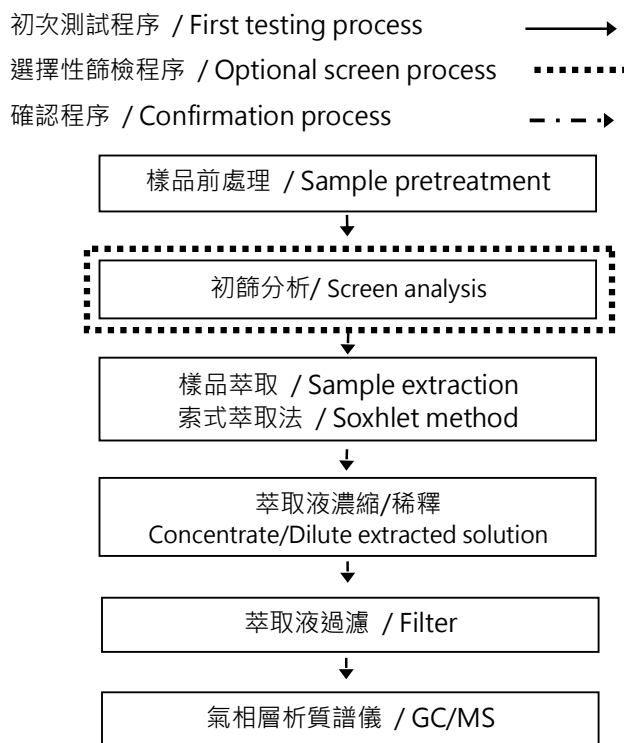 初次測試程序 / First testing process
選擇性篩檢程序 / Optional screen process
確認程序 / Confirmation process
樣品前處理 / Sample pretreatment
初篩分析/ Screen analysis
樣品萃取 / Sample extraction
索式萃取法 / Soxhlet method
萃取液濃縮/稀釋
Concentrate/Dilute extracted solution
萃取液過濾 / Filter
氣相層析質譜儀 / GC/MS